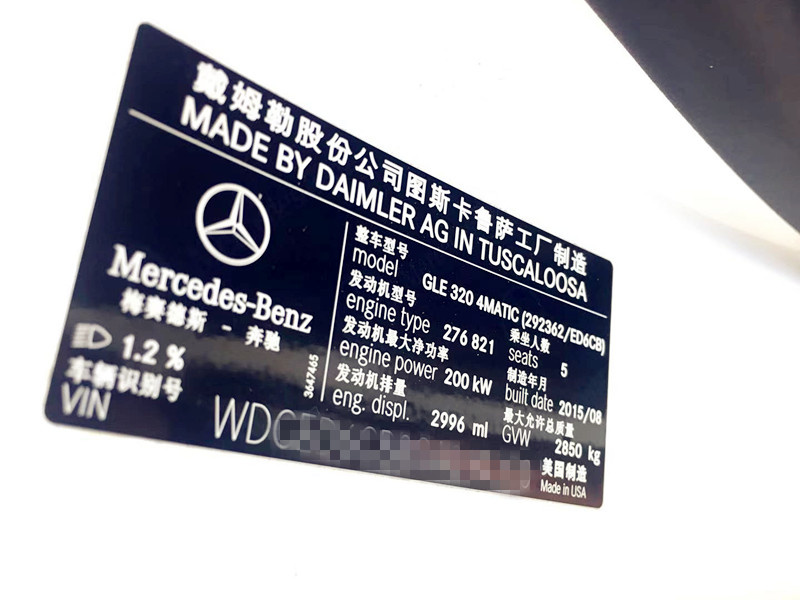 戴姆勒股份公司图斯卡鲁萨工厂制造
MADE BY DAIMLER AG IN TUSCALOOSA
Mercedes-Benz
梅赛德斯 - 奔驰
1.2 %
3647465
整车型号
model GLE 320 4MATIC (292362/ED6CB)
发动机型号
engine type 276 821
乘坐人数
seats 5
发动机最大净功率
engine power 200 kW
制造年月
built date 2015/08
发动机排量
eng. displ. 2996 ml
最大允许总质量
GVW 2850 kg
车辆识别号
VIN WDC
美国制造
Made in USA